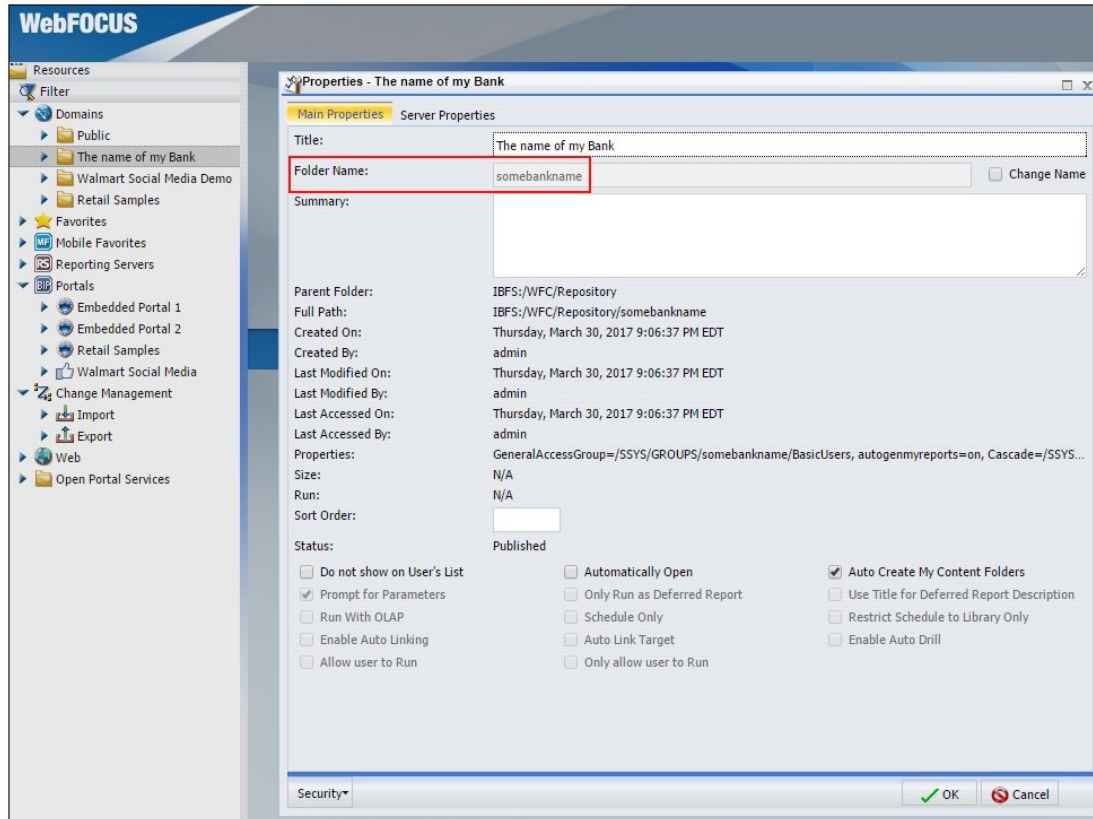 WebFOCUS
Resources
Filter
Domains
Public
The name of my Bank
Walmart Social Media Demo
Retail Samples
Favorites
MF Mobile Favorites
RS Reporting Servers
BIP Portals
Embedded Portal 1
Embedded Portal 2
Retail Samples
Walmart Social Media
Change Management
Import
Export
Web
Open Portal Services
Properties - The name of my Bank
Main Properties Server Properties
Title: The name of my Bank
Folder Name: somebankname Change Name
Summary:
Parent Folder: IBFS:/WFC/Repository
Full Path: IBFS:/WFC/Repository/somebankname
Created On: Thursday, March 30, 2017 9:06:37 PM EDT
Created By: admin
Last Modified On: Thursday, March 30, 2017 9:06:37 PM EDT
Last Modified By: admin
Last Accessed On: Thursday, March 30, 2017 9:06:37 PM EDT
Last Accessed By: admin
Properties: GeneralAccessGroup=/SSYS/GROUPS/somebankname/BasicUsers, autogenmyreports=on, Cascade=/SSYS...
Size: N/A
Run: N/A
Sort Order:
Status: Published
Do not show on User's List Automatically Open Auto Create My Content Folders
Prompt for Parameters Only Run as Deferred Report Use Title for Deferred Report Description
Run With OLAP Schedule Only Restrict Schedule to Library Only
Enable Auto Linking Auto Link Target Enable Auto Drill
Allow user to Run Only allow user to Run
Security OK Cancel